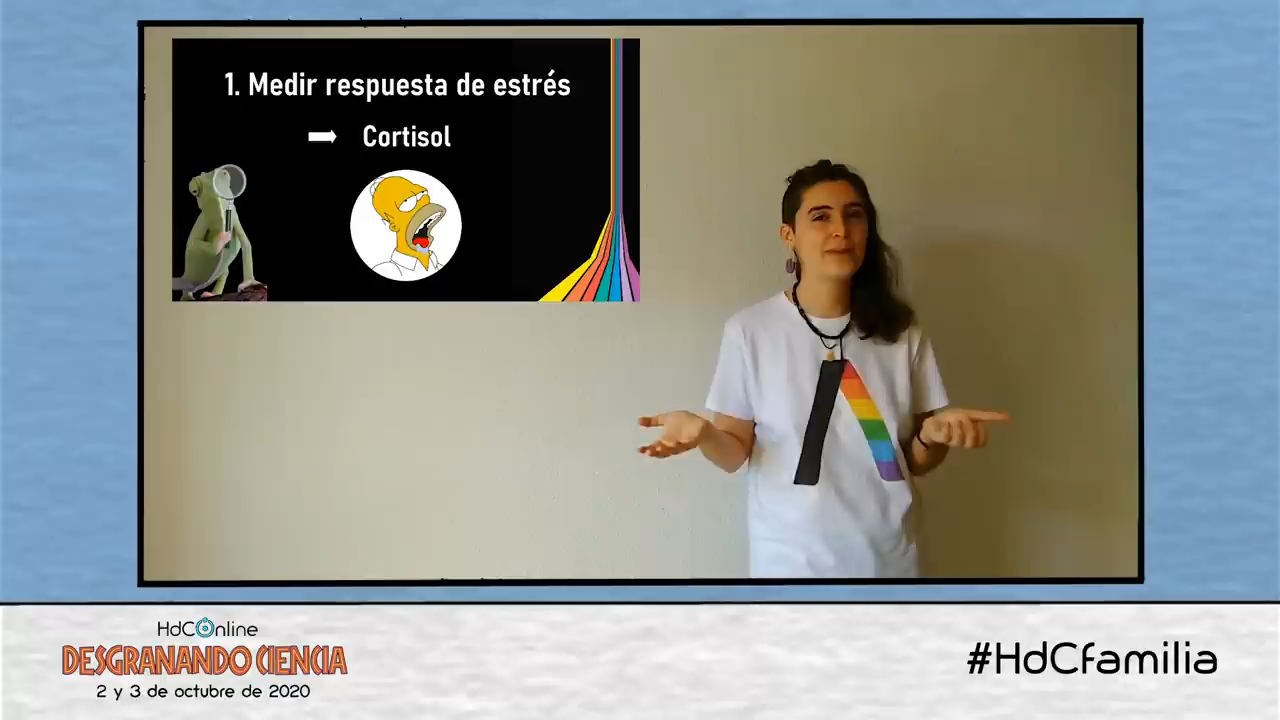 1. Medir respuesta de estrés
➡ Cortisol
HdCOnline
DESGRANANDO CIENCIA
2 y 3 de octubre de 2020
#HdCfamilia